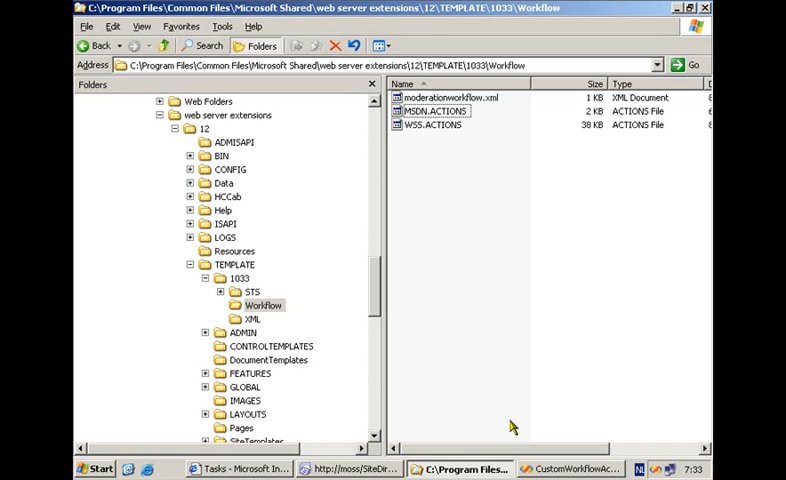 C:\Program Files\Common Files\Microsoft Shared\web server extensions\12\TEMPLATE\1033\Workflow
File Edit View Favorites Tools Help
Back Search Folders
Address C:\Program Files\Common Files\Microsoft Shared\web server extensions\12\TEMPLATE\1033\Workflow Go
Folders
Web Folders
web server extensions
12
ADMISAPI
BIN
CONFIG
Data
HCCab
Help
ISAPI
LOGS
Resources
TEMPLATE
1033
STS
Workflow
XML
ADMIN
CONTROLTEMPLATES
DocumentTemplates
FEATURES
GLOBAL
IMAGES
LAYOUTS
Pages
SiteTemplates
Name Size Type
moderationworkflow.xml 1 KB XML Document
MSDN.ACTIONS 2 KB ACTIONS File
WSS.ACTIONS 38 KB ACTIONS File
Start Tasks - Microsoft In... http://moss/SiteDir... C:\Program Files... CustomWorkflowAc... NL 7:33